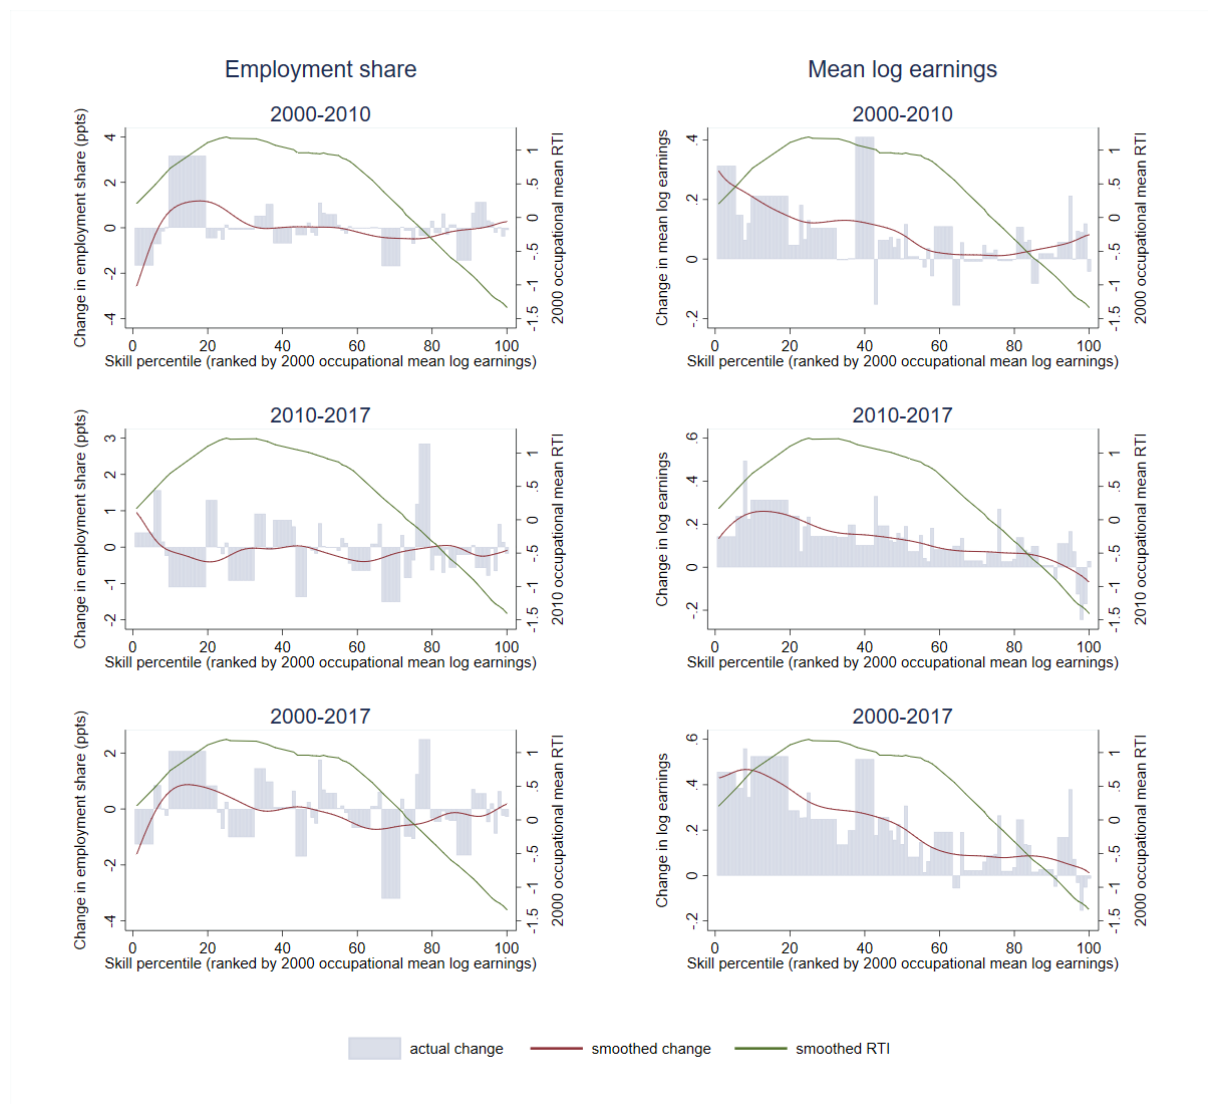 Employment share
Mean log earnings
2000-2010
2000-2010
Change in employment share (ppts)
4
2
0
-2
-4
1
.5
0
-.5
-1
-1.5
2000 occupational mean RTI
0 20 40 60 80 100
Skill percentile (ranked by 2000 occupational mean log earnings)
Change in mean log earnings
.4
.2
0
-.2
1
.5
0
-.5
-1
-1.5
2000 occupational mean RTI
0 20 40 60 80 100
Skill percentile (ranked by 2000 occupational mean log earnings)
2010-2017
2010-2017
Change in employment share (ppts)
3
2
1
0
-1
-2
1
.5
0
-.5
-1
-1.5
2010 occupational mean RTI
0 20 40 60 80 100
Skill percentile (ranked by 2000 occupational mean log earnings)
Change in log earnings
.6
.4
.2
0
-.2
1
.5
0
-.5
-1
-1.5
2010 occupational mean RTI
0 20 40 60 80 100
Skill percentile (ranked by 2000 occupational mean log earnings)
2000-2017
2000-2017
Change in employment share (ppts)
2
0
-2
-4
1
.5
0
-.5
-1
-1.5
2000 occupational mean RTI
0 20 40 60 80 100
Skill percentile (ranked by 2000 occupational mean log earnings)
Change in log earnings
.6
.4
.2
0
-.2
1
.5
0
-.5
-1
-1.5
2000 occupational mean RTI
0 20 40 60 80 100
Skill percentile (ranked by 2000 occupational mean log earnings)
actual change smoothed change smoothed RTI